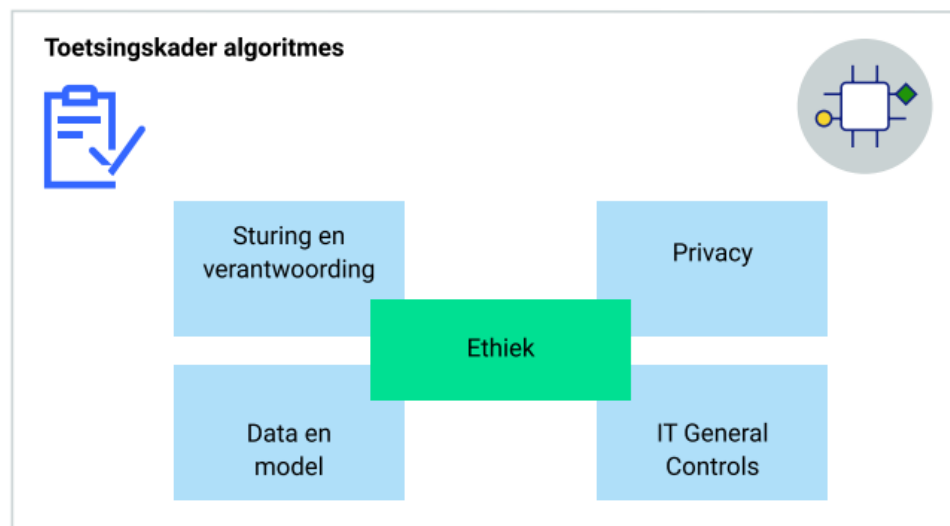 Toetsingskader algoritmes
Sturing en
verantwoording
Privacy
Ethiek
Data en
model
IT General
Controls